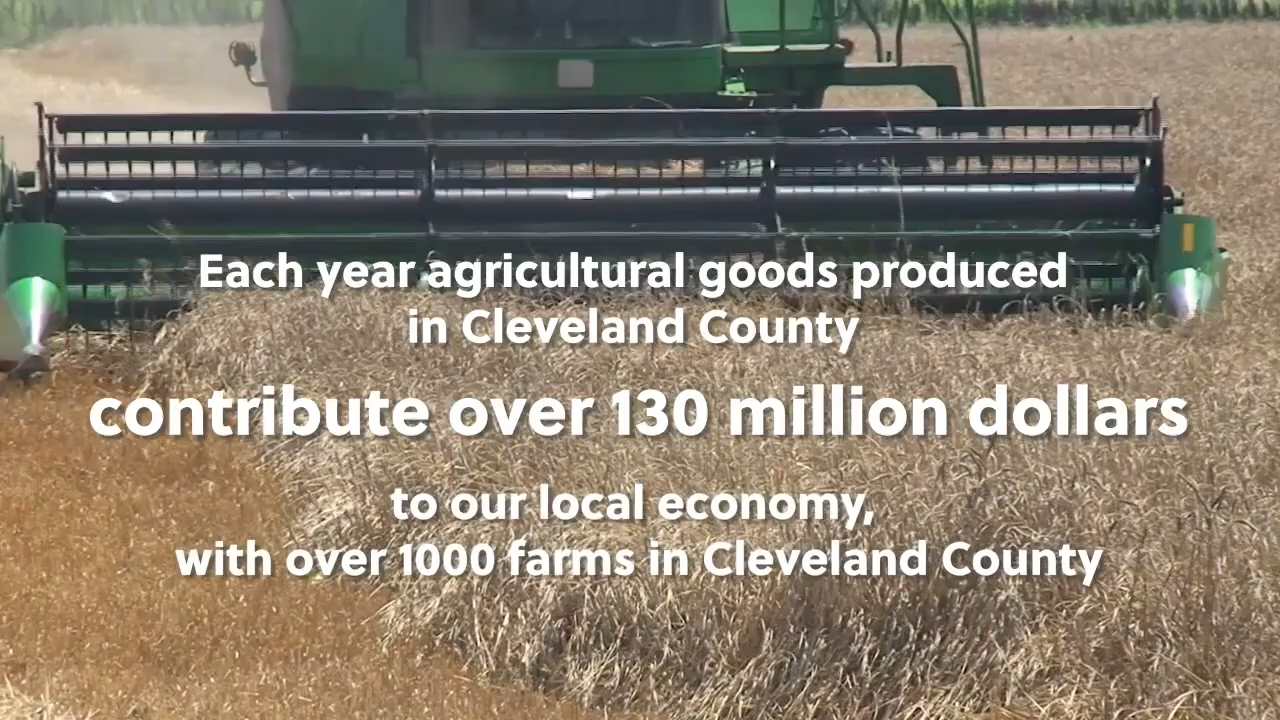 Each year agricultural goods produced
in Cleveland County
contribute over 130 million dollars
to our local economy,
with over 1000 farms in Cleveland County